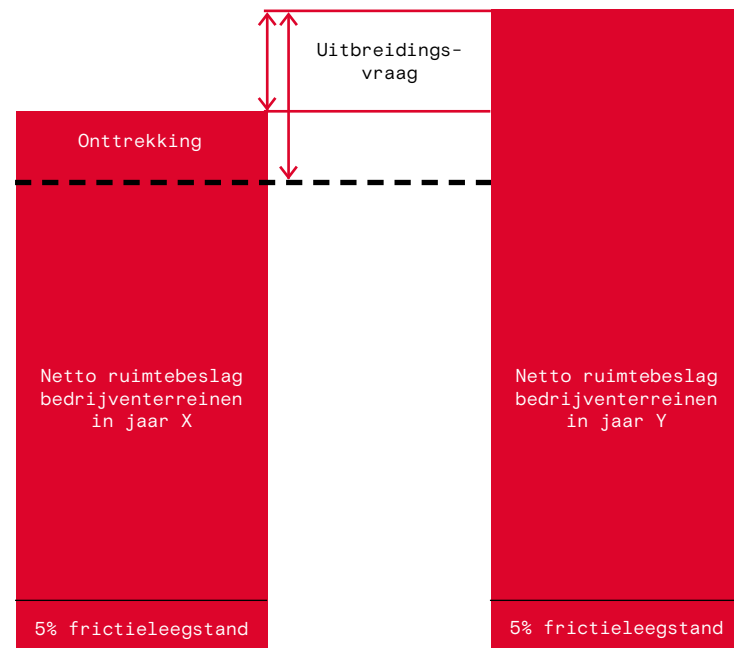 Uitbreidings-
vraag
Onttrekking
Netto ruimtebeslag
bedrijventerreinen
in jaar X
Netto ruimtebeslag
bedrijventerreinen
in jaar Y
5% frictieleegstand
5% frictieleegstand